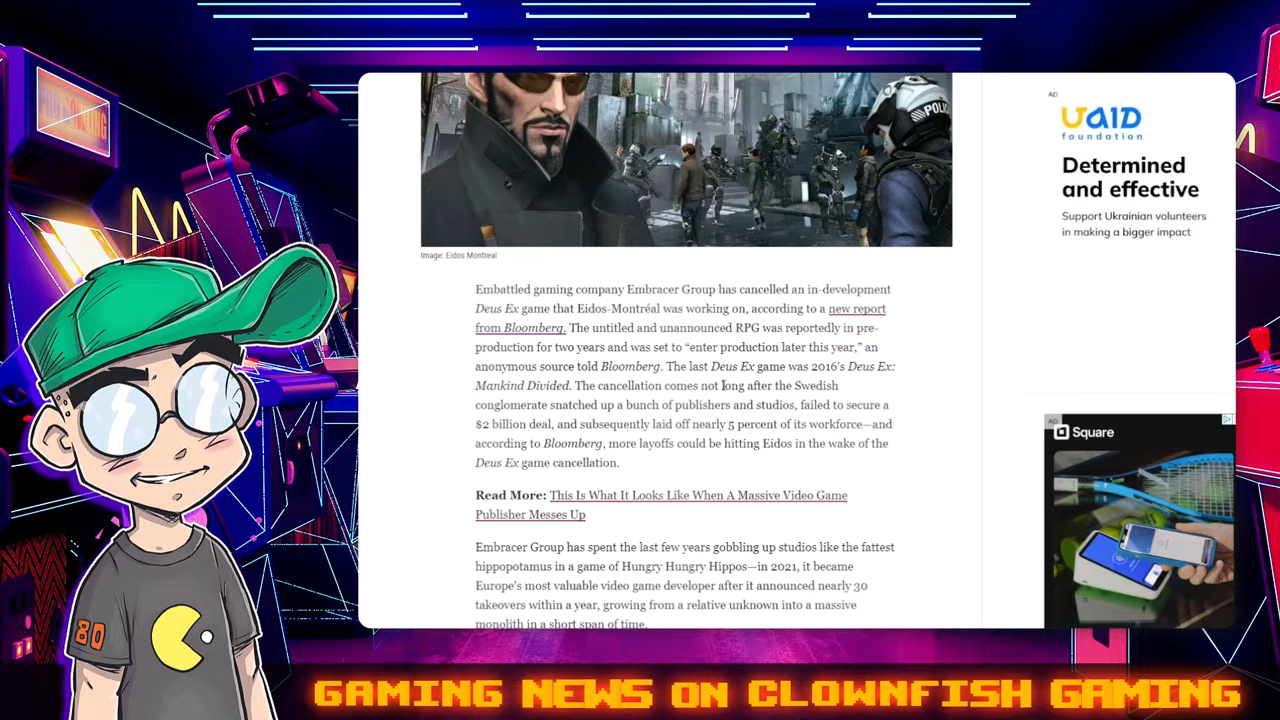 POLICE
AD
UAID
foundation
Determined
and effective
Support Ukrainian volunteers
in making a bigger impact
Image: Eidos Montreal
Embattled gaming company Embracer Group has cancelled an in-development
Deus Ex game that Eidos-Montréal was working on, according to a new report
from Bloomberg. The untitled and unannounced RPG was reportedly in pre-
production for two years and was set to “enter production later this year,” an
anonymous source told Bloomberg. The last Deus Ex game was 2016’s Deus Ex:
Mankind Divided. The cancellation comes not long after the Swedish
conglomerate snatched up a bunch of publishers and studios, failed to secure a
$2 billion deal, and subsequently laid off nearly 5 percent of its workforce—and
according to Bloomberg, more layoffs could be hitting Eidos in the wake of the
Deus Ex game cancellation.
Read More: This Is What It Looks Like When A Massive Video Game
Publisher Messes Up
Embracer Group has spent the last few years gobbling up studios like the fattest
hippopotamus in a game of Hungry Hungry Hippos—in 2021, it became
Europe’s most valuable video game developer after it announced nearly 30
takeovers within a year, growing from a relative unknown into a massive
monolith in a short span of time.
AD
Square
80
GAMING NEWS ON CLOWNFISH GAMING